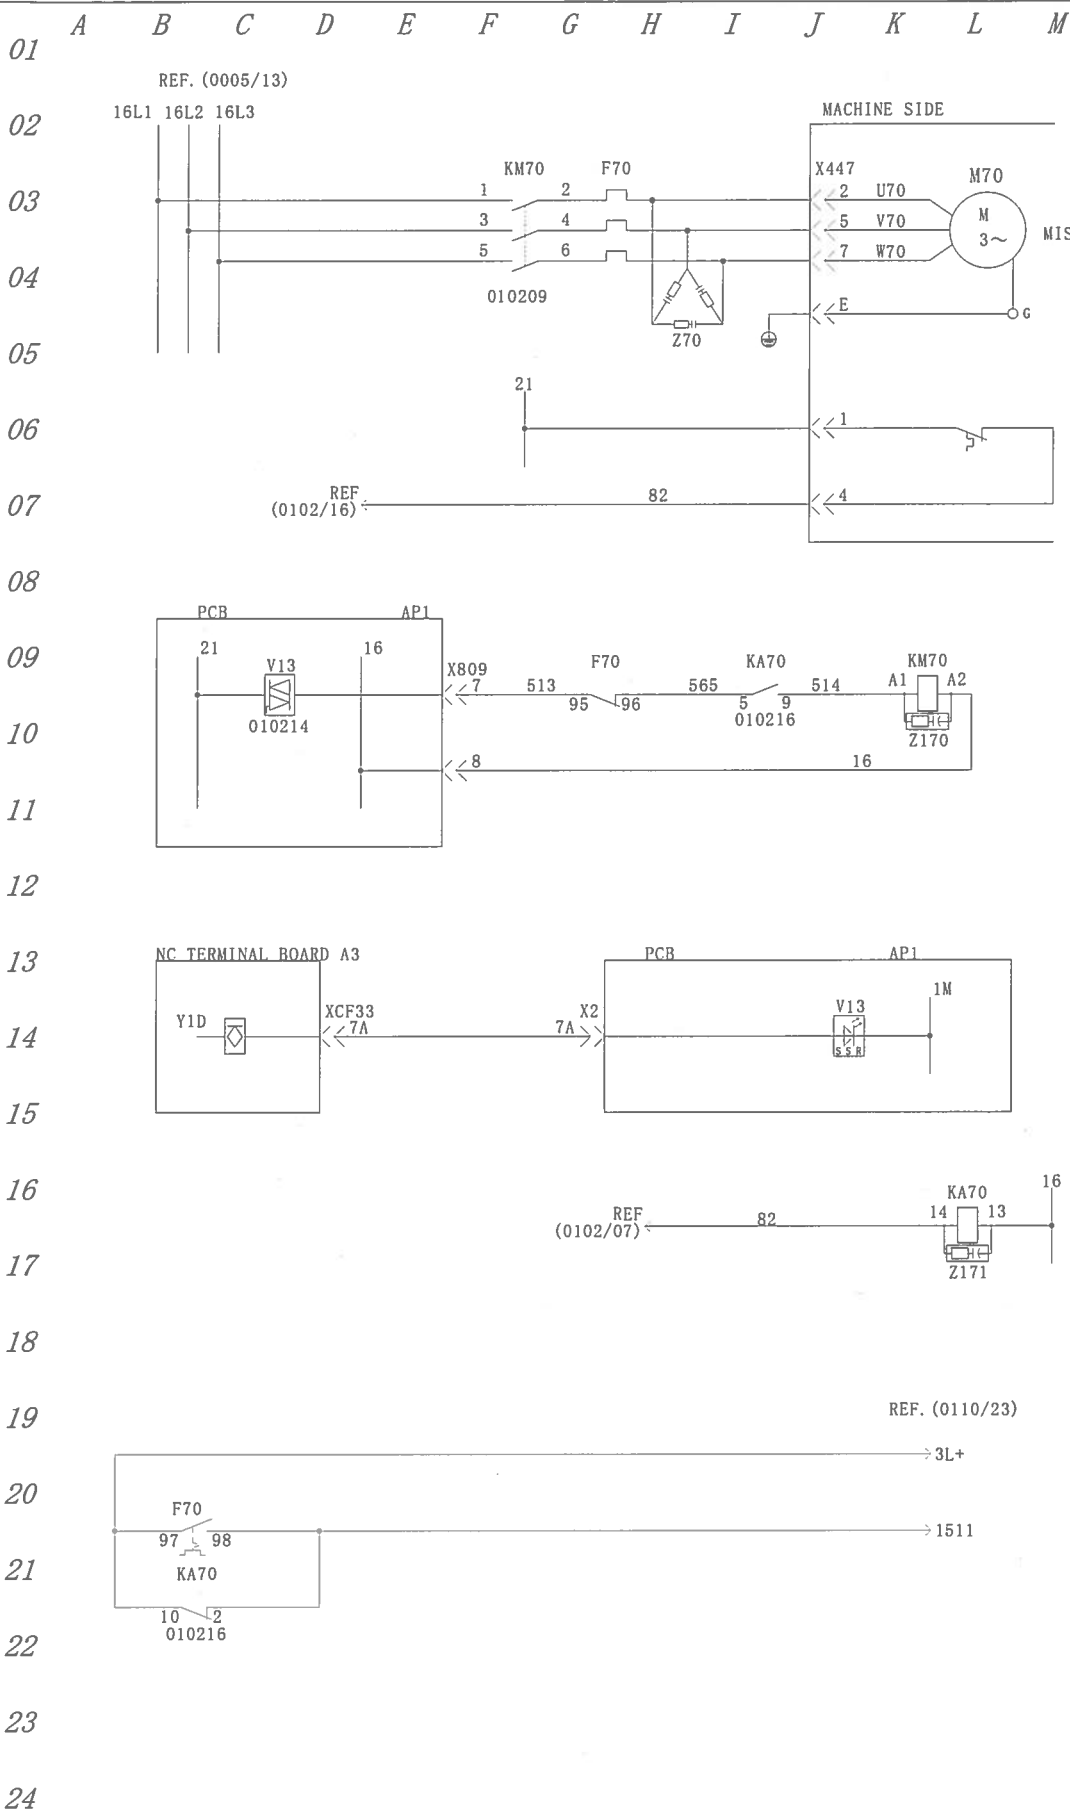 A B C D E F G H I J K L M
01
REF. (0005/13)
16L1 16L2 16L3
MACHINE SIDE
02
KM70 F70 X447 M70
03
1 2 2 U70
M
3 4 5 V70
3~ MIS
5 6 7 W70
04
010209
E G
Z70
05
21
06
1
REF
(0102/16) 82 4
07
08
PCB AP1
09
21 16
V13 X809 F70 KA70 KM70
7 513 95 96 565 5 9 514 A1 A2
010214 010216
10
Z170
8 16
11
12
13
NC TERMINAL BOARD A3 PCB AP1
1M
XCF33 X2 V13
Y1D 7A 7A
14
SSR
15
16
16
KA70
REF
(0102/07) 82 14 13
17
Z171
18
REF. (0110/23)
19
3L+
20
F70
97 98 1511
21
KA70
10 2
010216
22
23
24